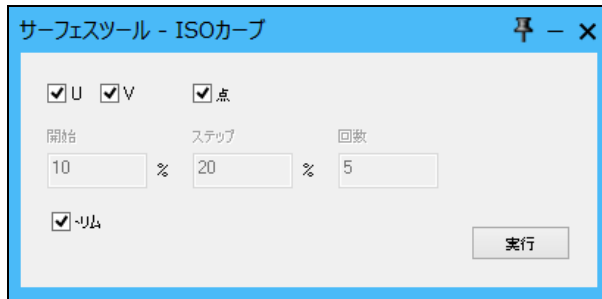 サーフェスツール - ISOカーブ
U V 点
開始 ステップ 回数
10 % 20 % 5
トリム
実行